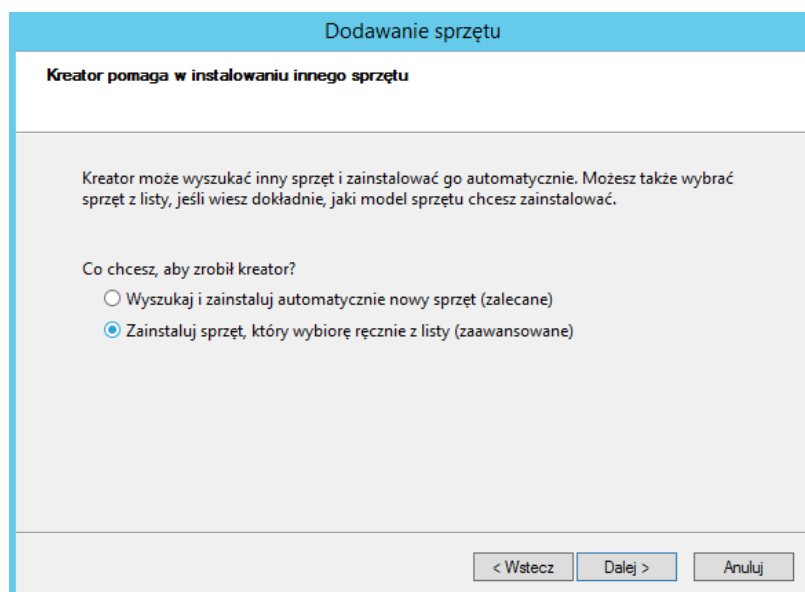 Dodawanie sprzętu
Kreator pomaga w instalowaniu innego sprzętu
Kreator może wyszukać inny sprzęt i zainstalować go automatycznie. Możesz także wybrać
sprzęt z listy, jeśli wiesz dokładnie, jaki model sprzętu chcesz zainstalować.
Co chcesz, aby zrobił kreator?
Wyszukaj i zainstaluj automatycznie nowy sprzęt (zalecane)
Zainstaluj sprzęt, który wybiorę ręcznie z listy (zaawansowane)
< Wstecz Dalej > Anuluj